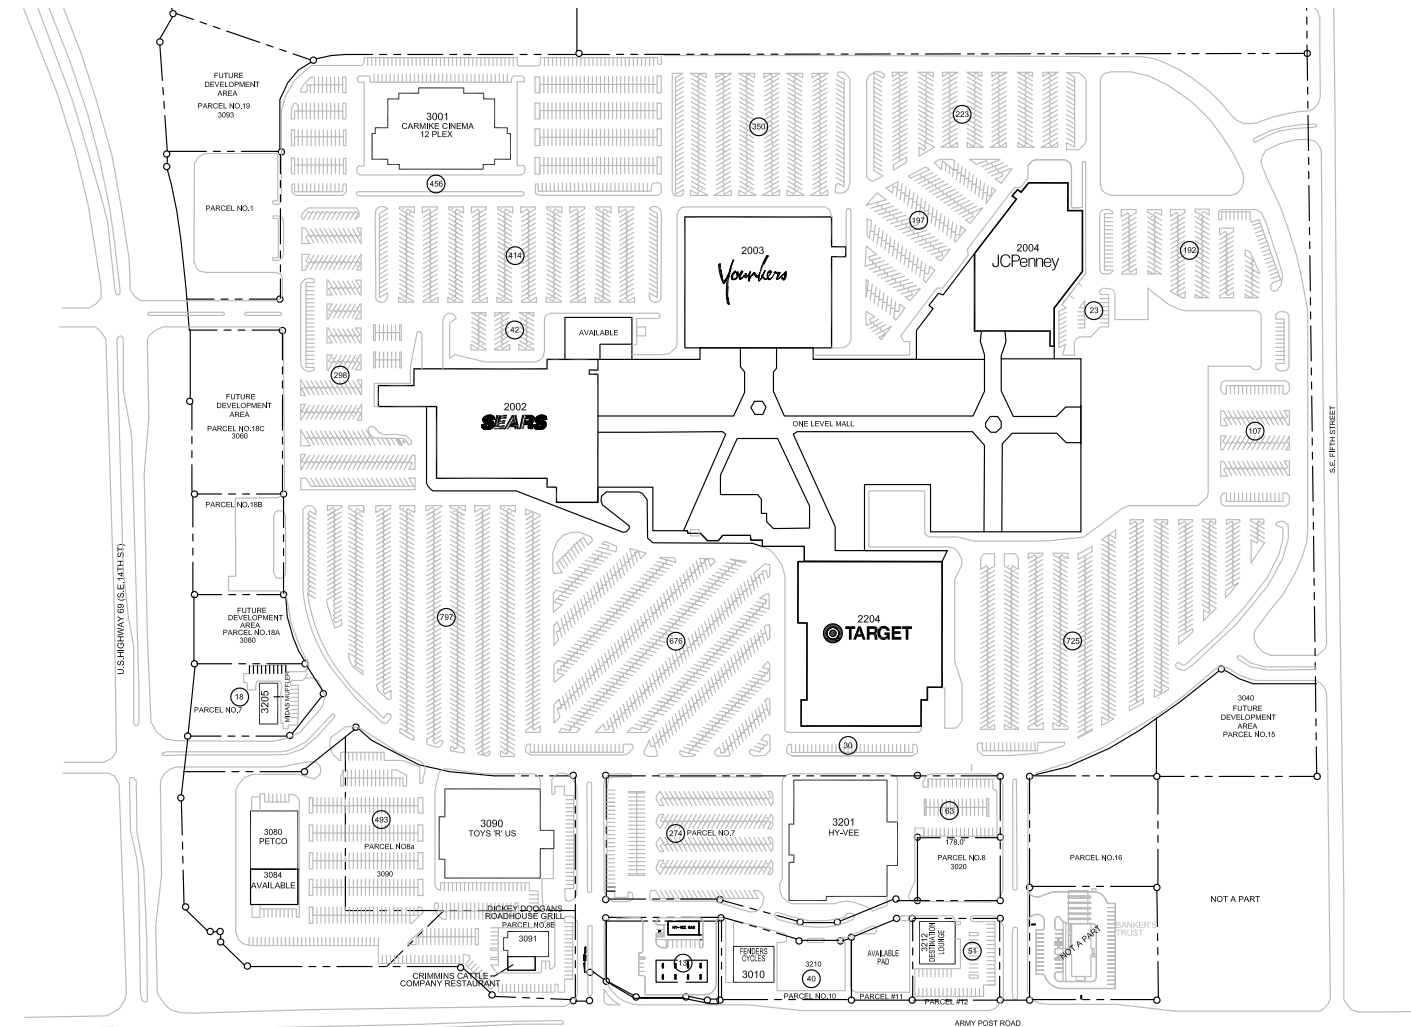 FUTURE
DEVELOPMENT
AREA
PARCEL NO.19
3093
3001
CARMIKE CINEMA
12 PLEX
456
350
223
PARCEL NO.1
197
414
2003
Younkers
2004
JCPenney
192
23
42
AVAILABLE
298
2002
SEARS
ONE LEVEL MALL
107
S.E. FIFTH STREET
FUTURE
DEVELOPMENT
AREA
PARCEL NO.18C
3060
PARCEL NO.18B
U.S.HIGHWAY 69 (S.E.14TH ST)
FUTURE
DEVELOPMENT
AREA
PARCEL NO.18A
3080
797
676
2204
TARGET
725
18
PARCEL NO.7
3205
MIDAS MUFFLER
30
3040
FUTURE
DEVELOPMENT
AREA
PARCEL NO.15
3080
PETCO
3084
AVAILABLE
493
PARCEL NO8a
3090
3090
TOYS 'R' US
274
PARCEL NO.7
3201
HY-VEE
63
178.0'
PARCEL NO.8
3020
PARCEL NO.16
NOT A PART
DICKEY DOOGANS
ROADHOUSE GRILL
PARCEL NO.8B
3091
CRIMMINS CATTLE
COMPANY RESTAURANT
HY-VEE GAS
13
FENDERS
CYCLES
3010
3210
40
PARCEL NO.10
AVAILABLE
PAD
PARCEL #11
3212
DESTINATION
LOUNGE
51
PARCEL #12
NOT A PART
BANKER'S
TRUST
ARMY POST ROAD